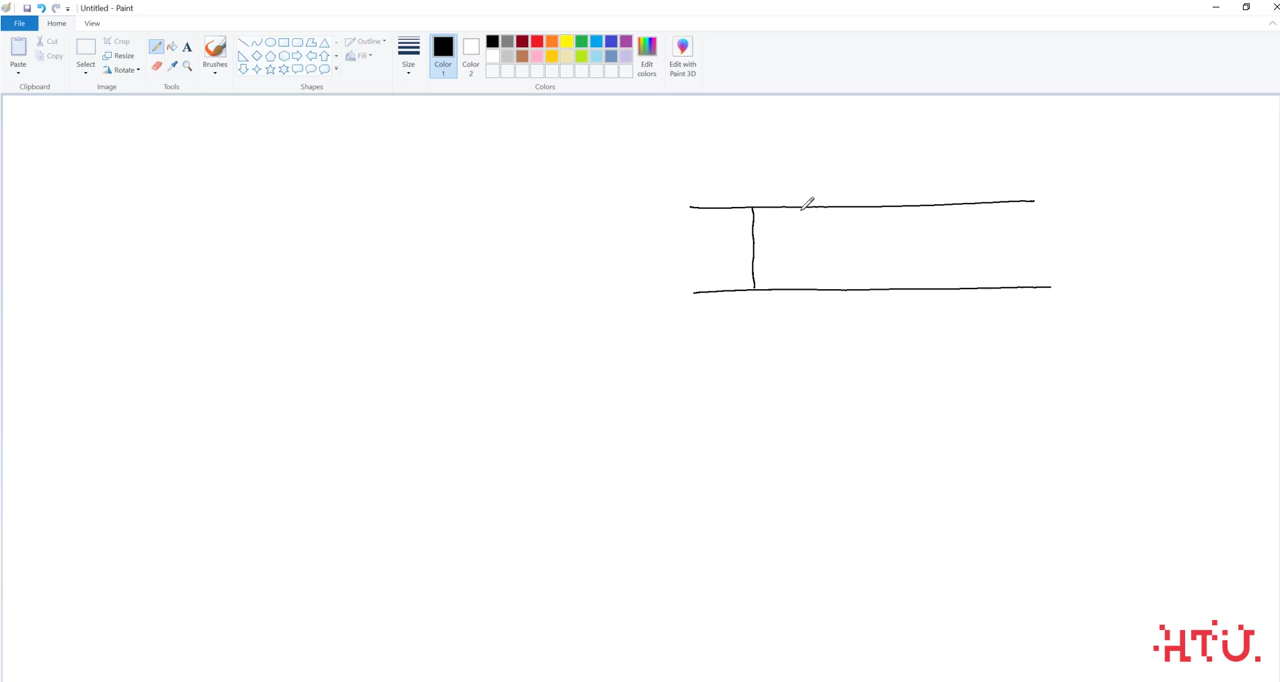 Untitled - Paint
File
Home
View
Paste
Cut
Copy
Clipboard
Select
Crop
Resize
Rotate
Image
A
Tools
Brushes
Shapes
Outline
Fill
Size
Color
1
Color
2
Colors
Edit
colors
Edit with
Paint 3D
HTU